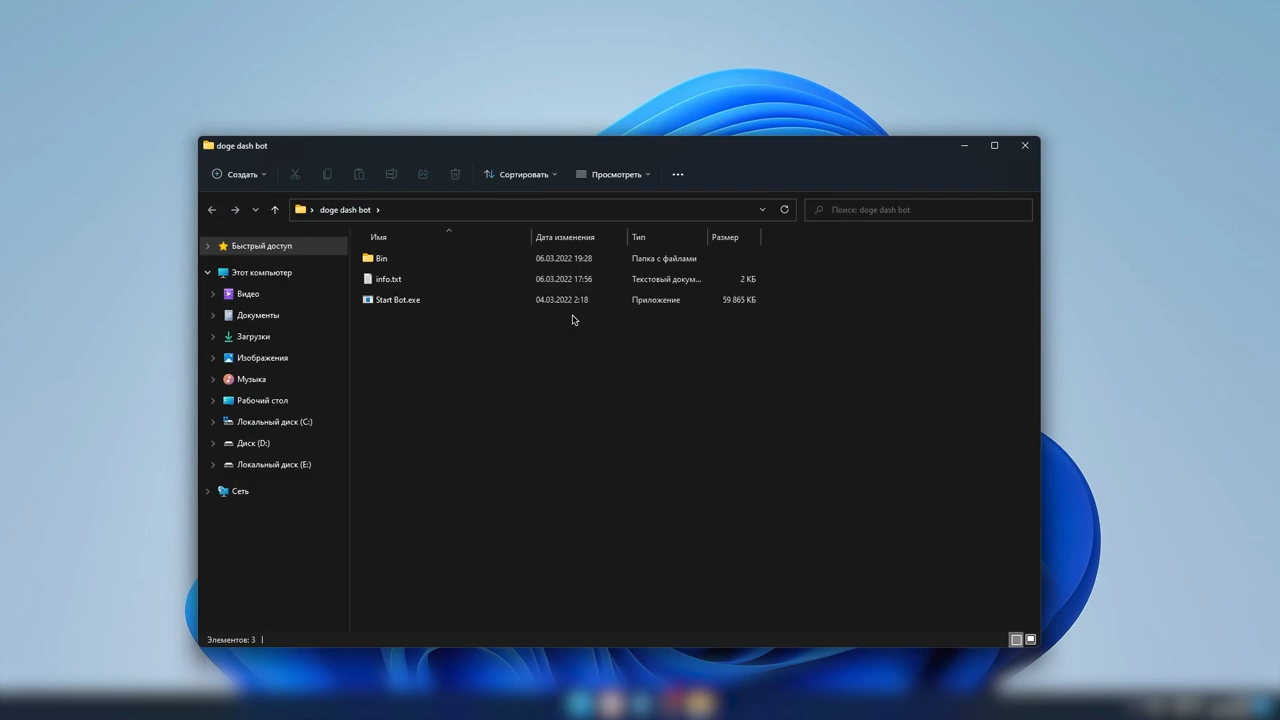 doge dash bot
Создать
Сортировать
Просмотреть
doge dash bot
Поиск: doge dash bot
Имя Дата изменения Тип Размер
Быстрый доступ
Bin 06.03.2022 19:28 Папка с файлами
Этот компьютер
info.txt 06.03.2022 17:56 Текстовый докум... 2 КБ
Видео
Start Bot.exe 04.03.2022 2:18 Приложение 59 865 КБ
Документы
Загрузки
Изображения
Музыка
Рабочий стол
Локальный диск (C:)
Диск (D:)
Локальный диск (E:)
Сеть
Элементов: 3